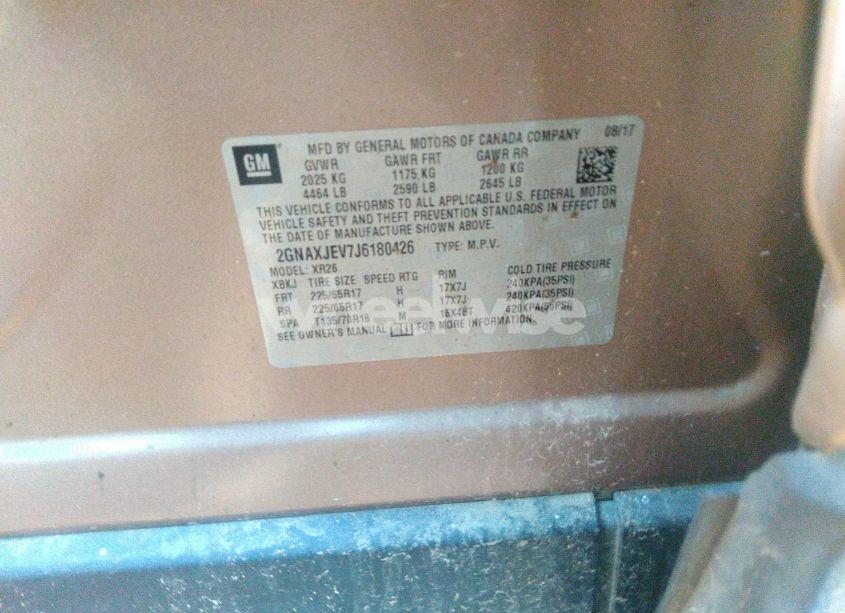 GM
MFD BY GENERAL MOTORS OF CANADA COMPANY 08/17
GVWR GAWR FRT GAWR RR
2025 KG 1175 KG 1200 KG
4464 LB 2590 LB 2645 LB
THIS VEHICLE CONFORMS TO ALL APPLICABLE U.S. FEDERAL MOTOR
VEHICLE SAFETY AND THEFT PREVENTION STANDARDS IN EFFECT ON
THE DATE OF MANUFACTURE SHOWN ABOVE.
2GNAXJEV7J6180426 TYPE: M.P.V.
MODEL: XR26
XBKJ TIRE SIZE SPEED RTG RIM COLD TIRE PRESSURE
FRT 225/65R17 H 17X7J 240KPA(35PSI)
RR 225/65R17 H 17X7J 240KPA(35PSI)
SPA T135/70R16 M 16X4BT 420KPA(60PSI)
SEE OWNER'S MANUAL FOR MORE INFORMATION.
wheelwise